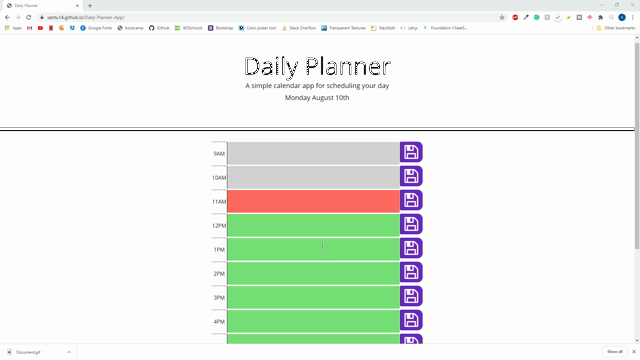 Daily-Planner
santu14.github.io/Daily-Planner-App/
Apps
Google Fonts
bootcamp
GitHub
W3Schools
Bootstrap
Color picker tool
Stack Overflow
Transparent Textures
StackEdit
cdnjs
Foundation CheatS...
Other bookmarks
Daily Planner
A simple calendar app for scheduling your day
Monday August 10th
9AM
10AM
11AM
12PM
1PM
2PM
3PM
4PM
Document.gif
Show all